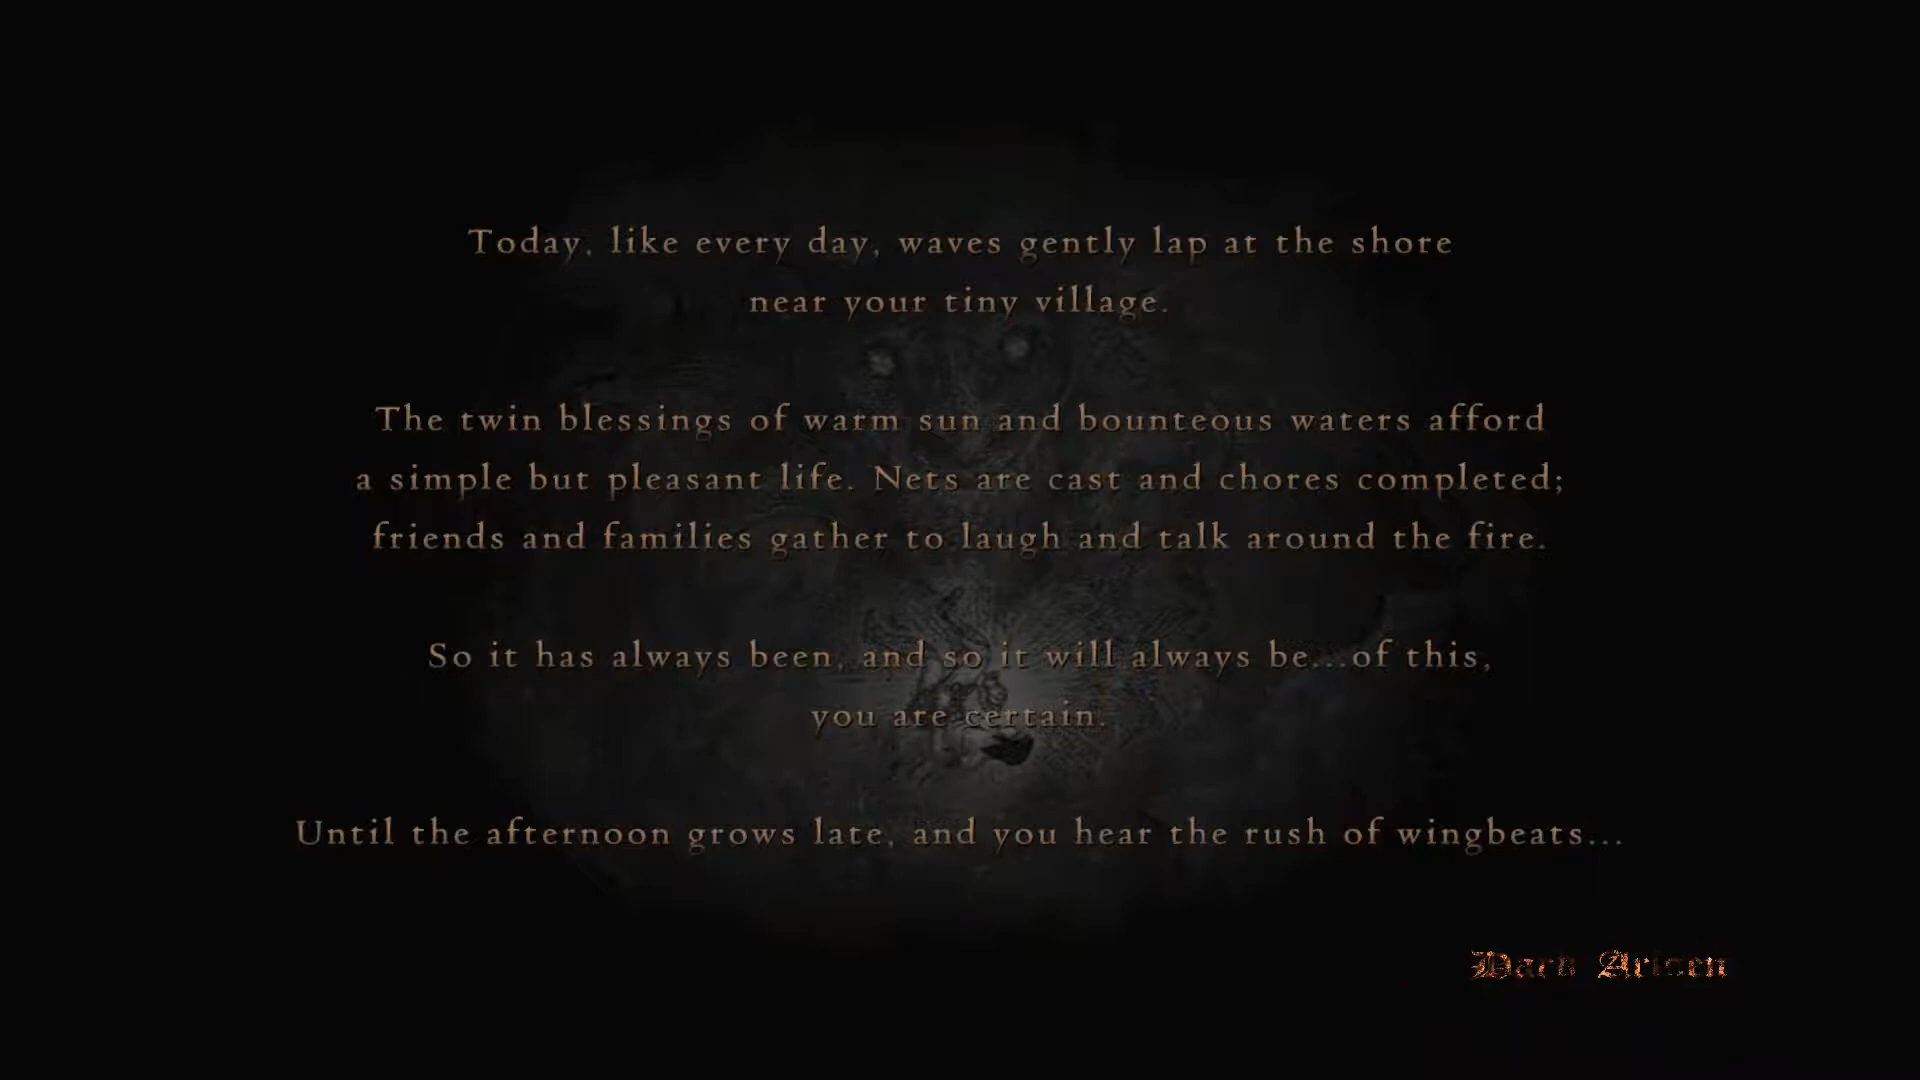 Today, like every day, waves gently lap at the shore
near your tiny village.
The twin blessings of warm sun and bounteous waters afford
a simple but pleasant life. Nets are cast and chores completed;
friends and families gather to laugh and talk around the fire.
So it has always been, and so it will always be...of this,
you are certain.
Until the afternoon grows late, and you hear the rush of wingbeats...
Dark Arisen